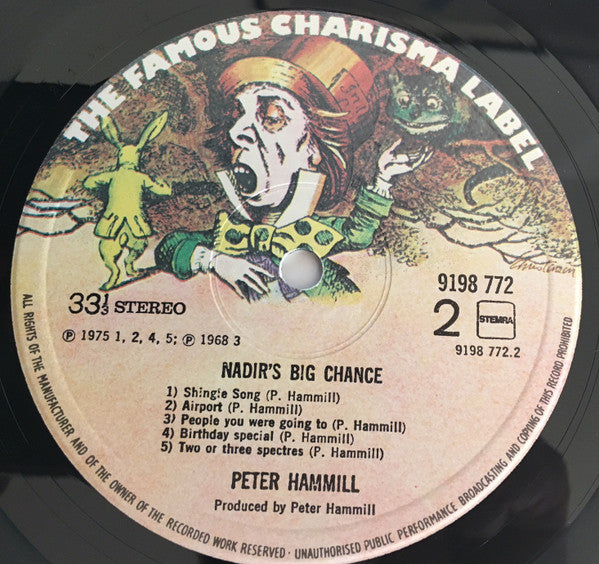 THE FAMOUS CHARISMA LABEL
33⅓ STEREO
℗ 1975 1, 2, 4, 5; ℗ 1968 3
9198 772
2 STEMRA
9198 772.2
NADIR'S BIG CHANCE
1) Shingle Song (P. Hammill)
2) Airport (P. Hammill)
3) People you were going to (P. Hammill)
4) Birthday special (P. Hammill)
5) Two or three spectres (P. Hammill)
PETER HAMMILL
Produced by Peter Hammill
ALL RIGHTS OF THE MANUFACTURER AND OF THE OWNER OF THE RECORDED WORK RESERVED · UNAUTHORISED PUBLIC PERFORMANCE BROADCASTING AND COPYING OF THIS RECORD PROHIBITED